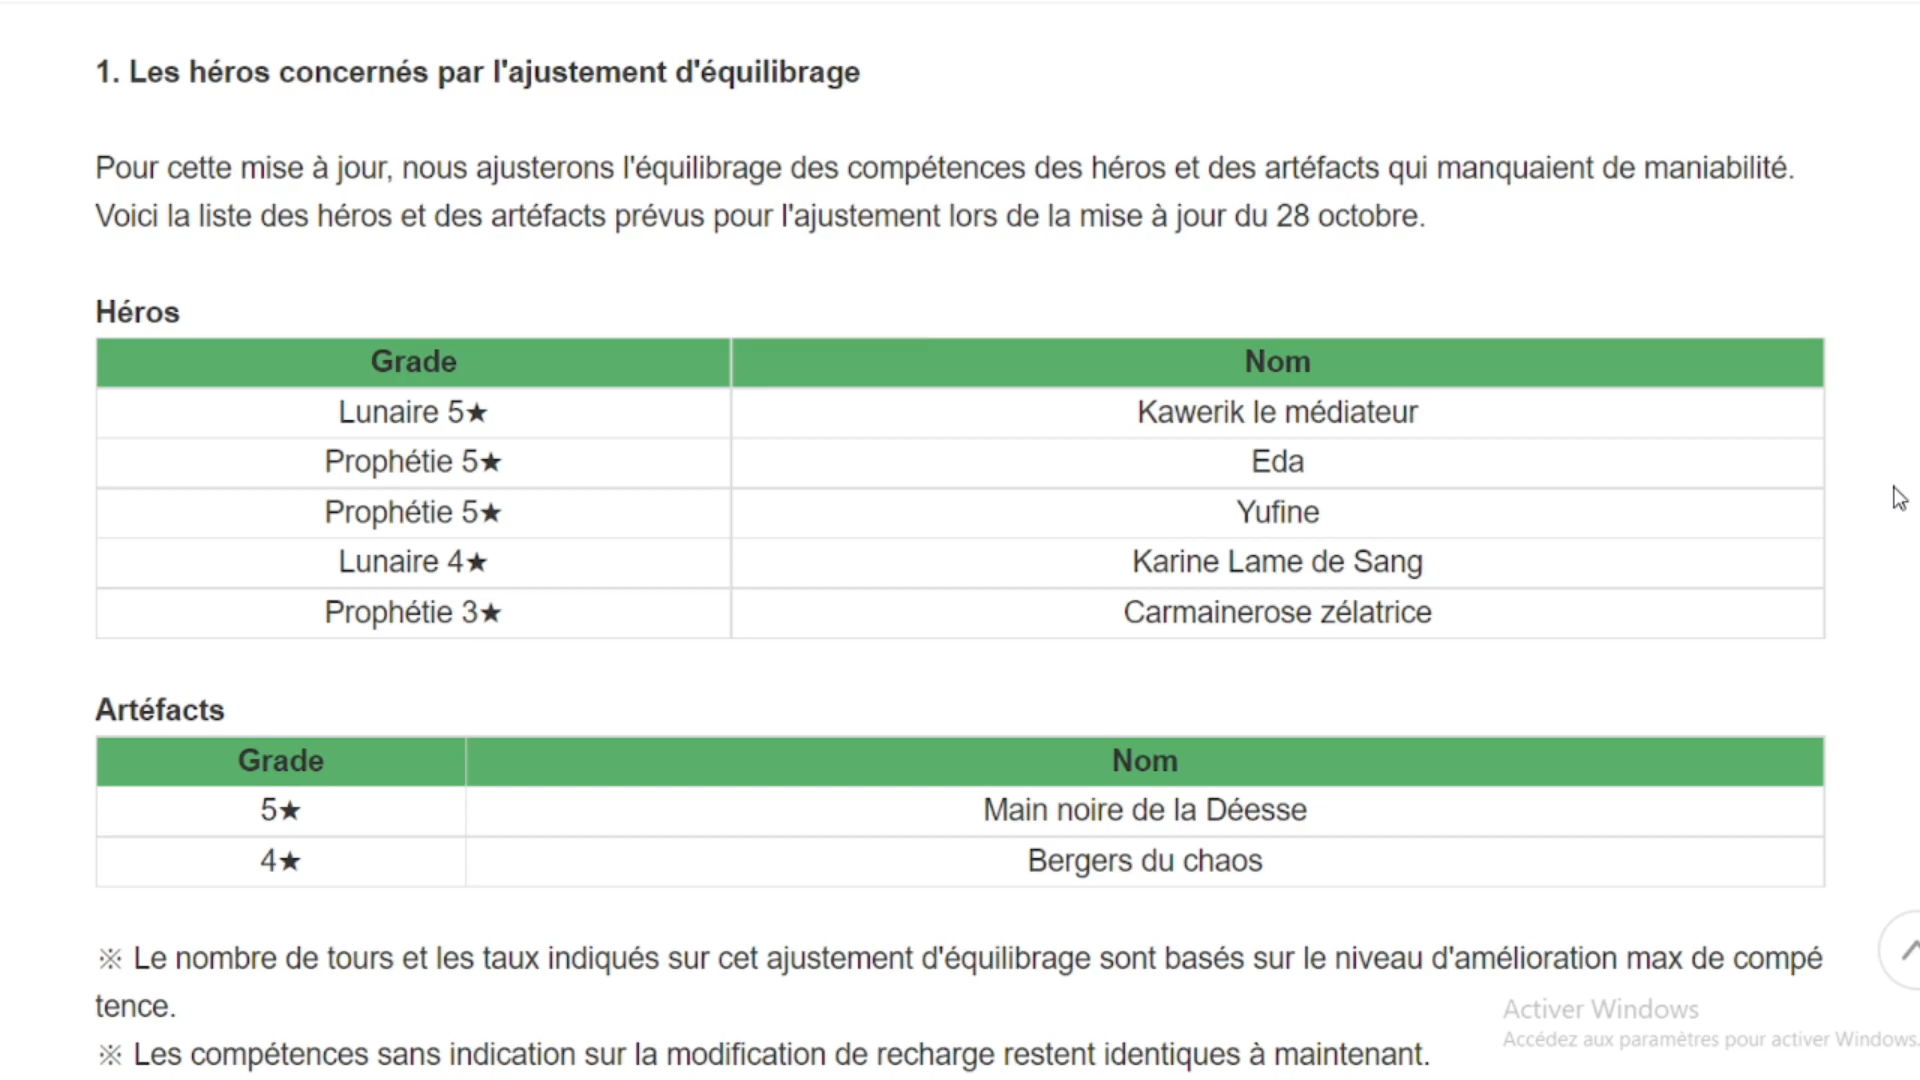 1. Les héros concernés par l'ajustement d'équilibrage
Pour cette mise à jour, nous ajusterons l'équilibrage des compétences des héros et des artéfacts qui manquaient de maniabilité.
Voici la liste des héros et des artéfacts prévus pour l'ajustement lors de la mise à jour du 28 octobre.
Héros
Grade Nom
Lunaire 5★ Kawerik le médiateur
Prophétie 5★ Eda
Prophétie 5★ Yufine
Lunaire 4★ Karine Lame de Sang
Prophétie 3★ Carmainerose zélatrice
Artéfacts
Grade Nom
5★ Main noire de la Déesse
4★ Bergers du chaos
※ Le nombre de tours et les taux indiqués sur cet ajustement d'équilibrage sont basés sur le niveau d'amélioration max de compé
tence.
※ Les compétences sans indication sur la modification de recharge restent identiques à maintenant.
Activer Windows
Accédez aux paramètres pour activer Windows.